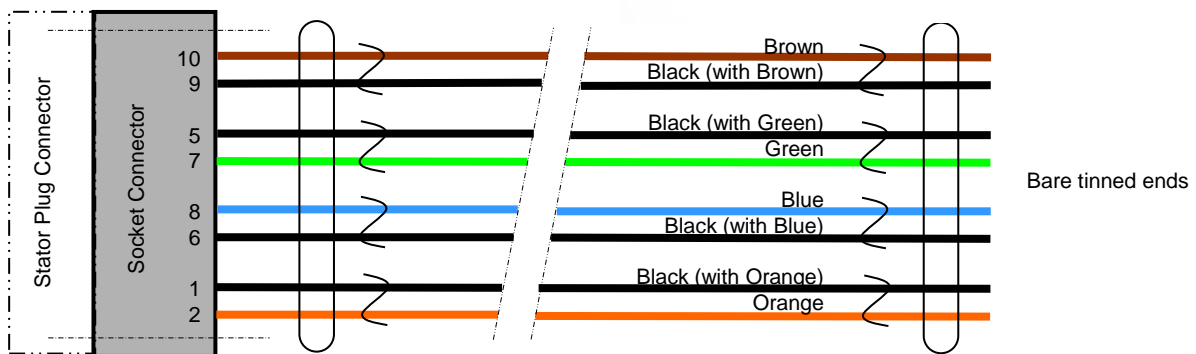 Stator Plug Connector
Socket Connector
10
Brown
9
Black (with Brown)
5
Black (with Green)
7
Green
8
Blue
6
Black (with Blue)
1
Black (with Orange)
2
Orange
Bare tinned ends